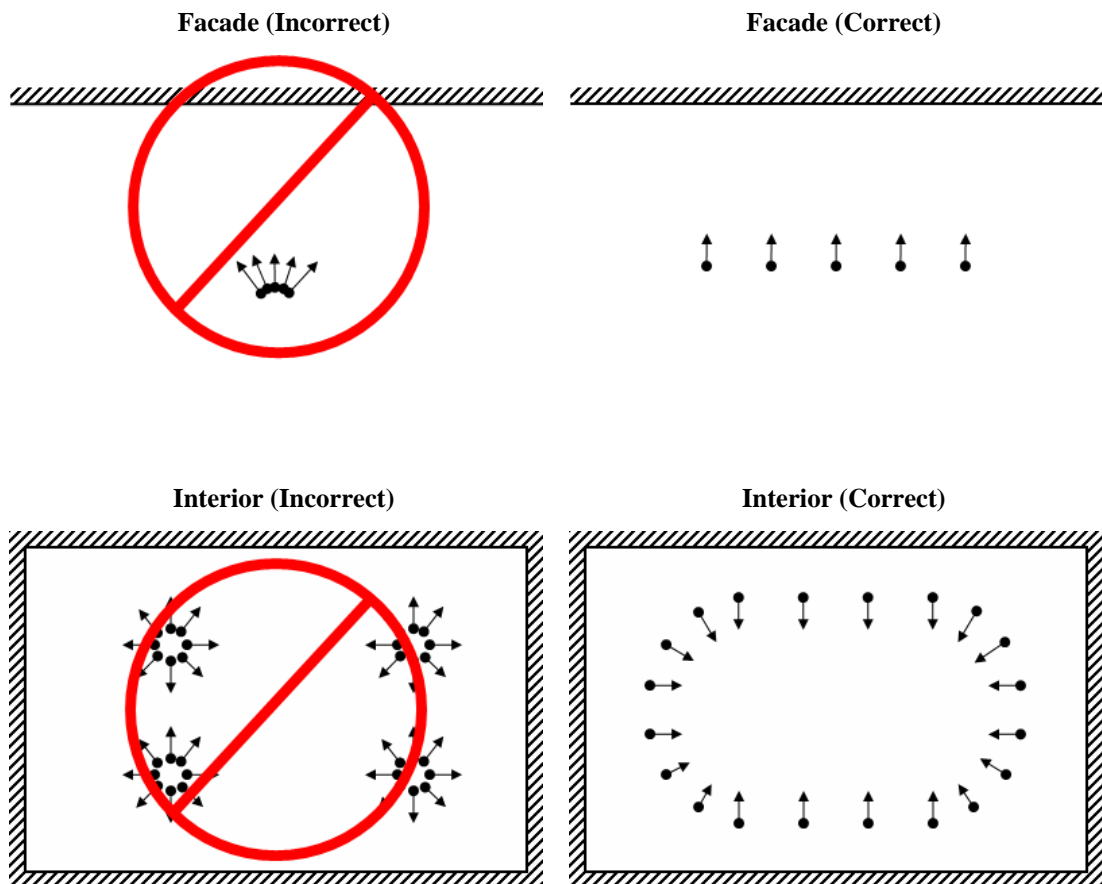 Facade (Incorrect)
Facade (Correct)
Interior (Incorrect)
Interior (Correct)